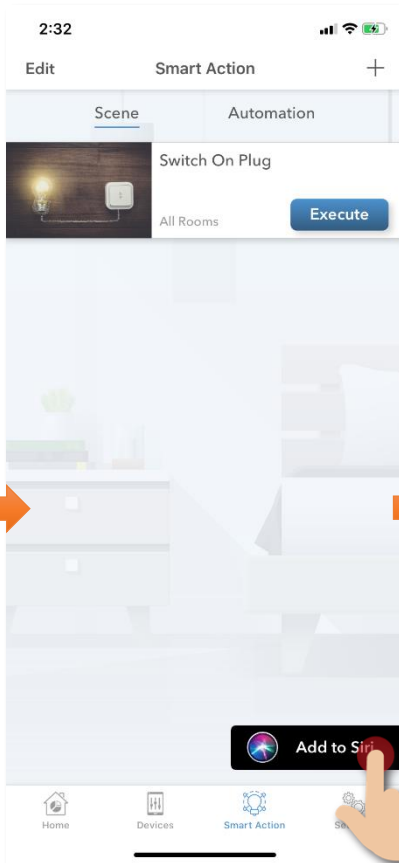 2:32
Edit Smart Action +
Scene Automation
Switch On Plug
All Rooms Execute
Add to Siri
Home Devices Smart Action